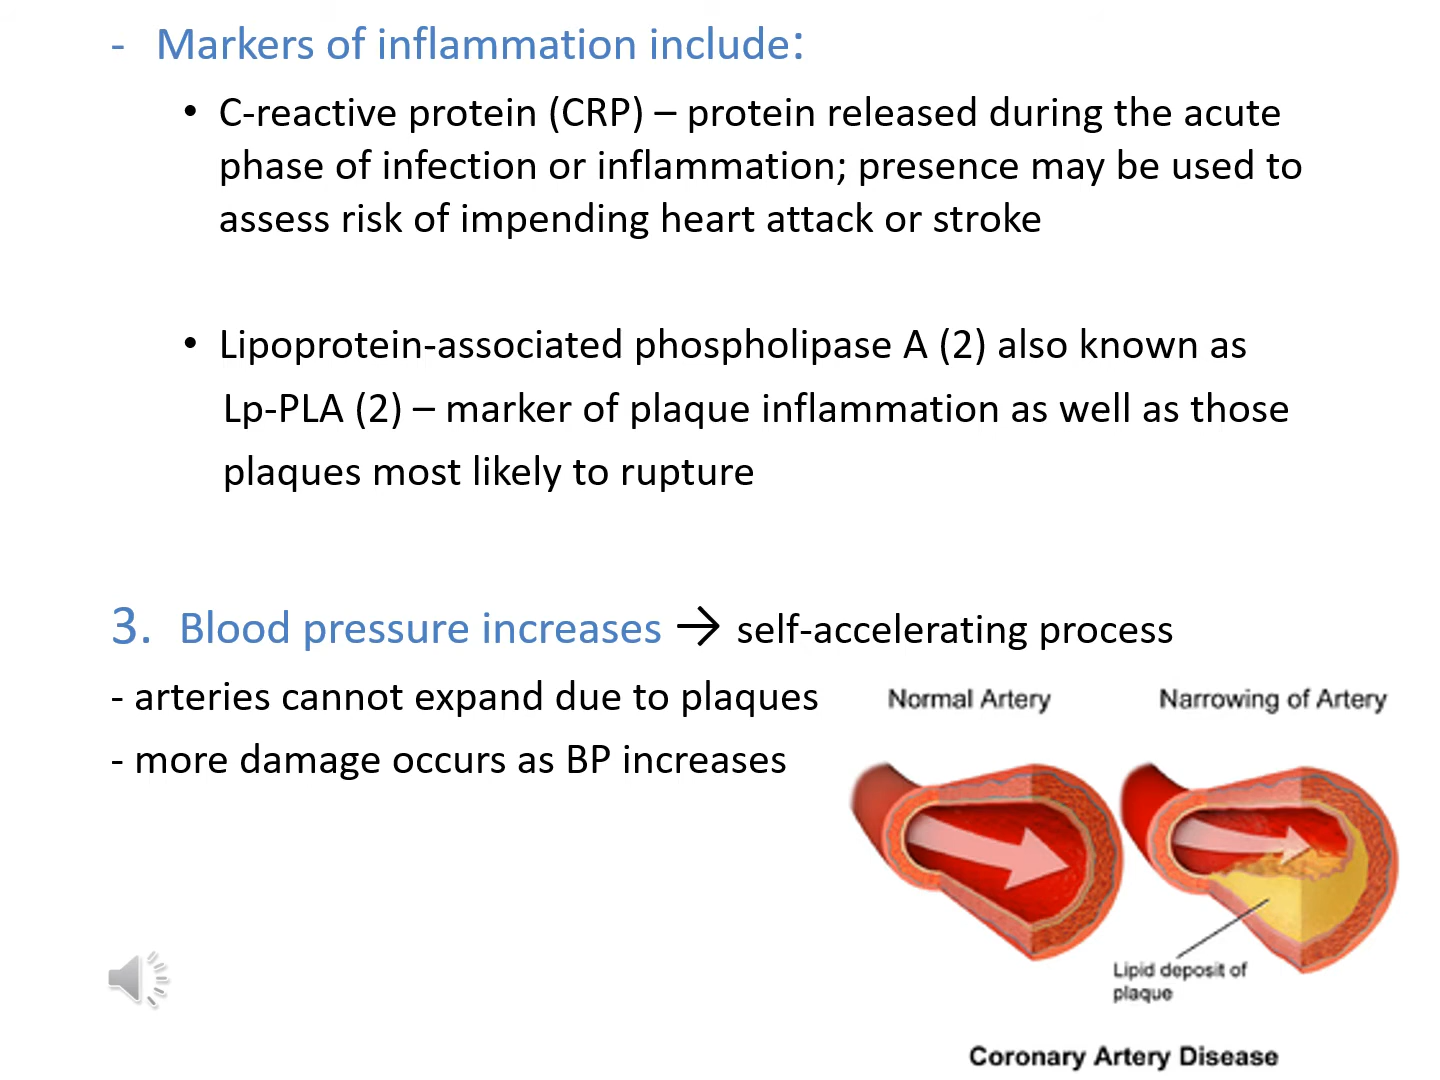 - Markers of inflammation include:
• C-reactive protein (CRP) – protein released during the acute
phase of infection or inflammation; presence may be used to
assess risk of impending heart attack or stroke
• Lipoprotein-associated phospholipase A (2) also known as
Lp-PLA (2) – marker of plaque inflammation as well as those
plaques most likely to rupture
3. Blood pressure increases → self-accelerating process
- arteries cannot expand due to plaques
- more damage occurs as BP increases
Normal Artery
Narrowing of Artery
Lipid deposit of
plaque
Coronary Artery Disease